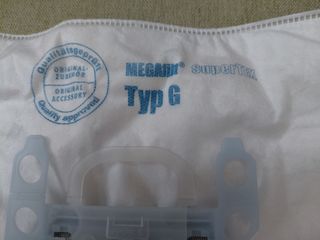 Qualitätsgeprüft
ORIGINAL-
ZUBEHÖR
ORIGINAL
ACCESSORY
Quality approved
MEGAfilt® SuperTEX
Typ G